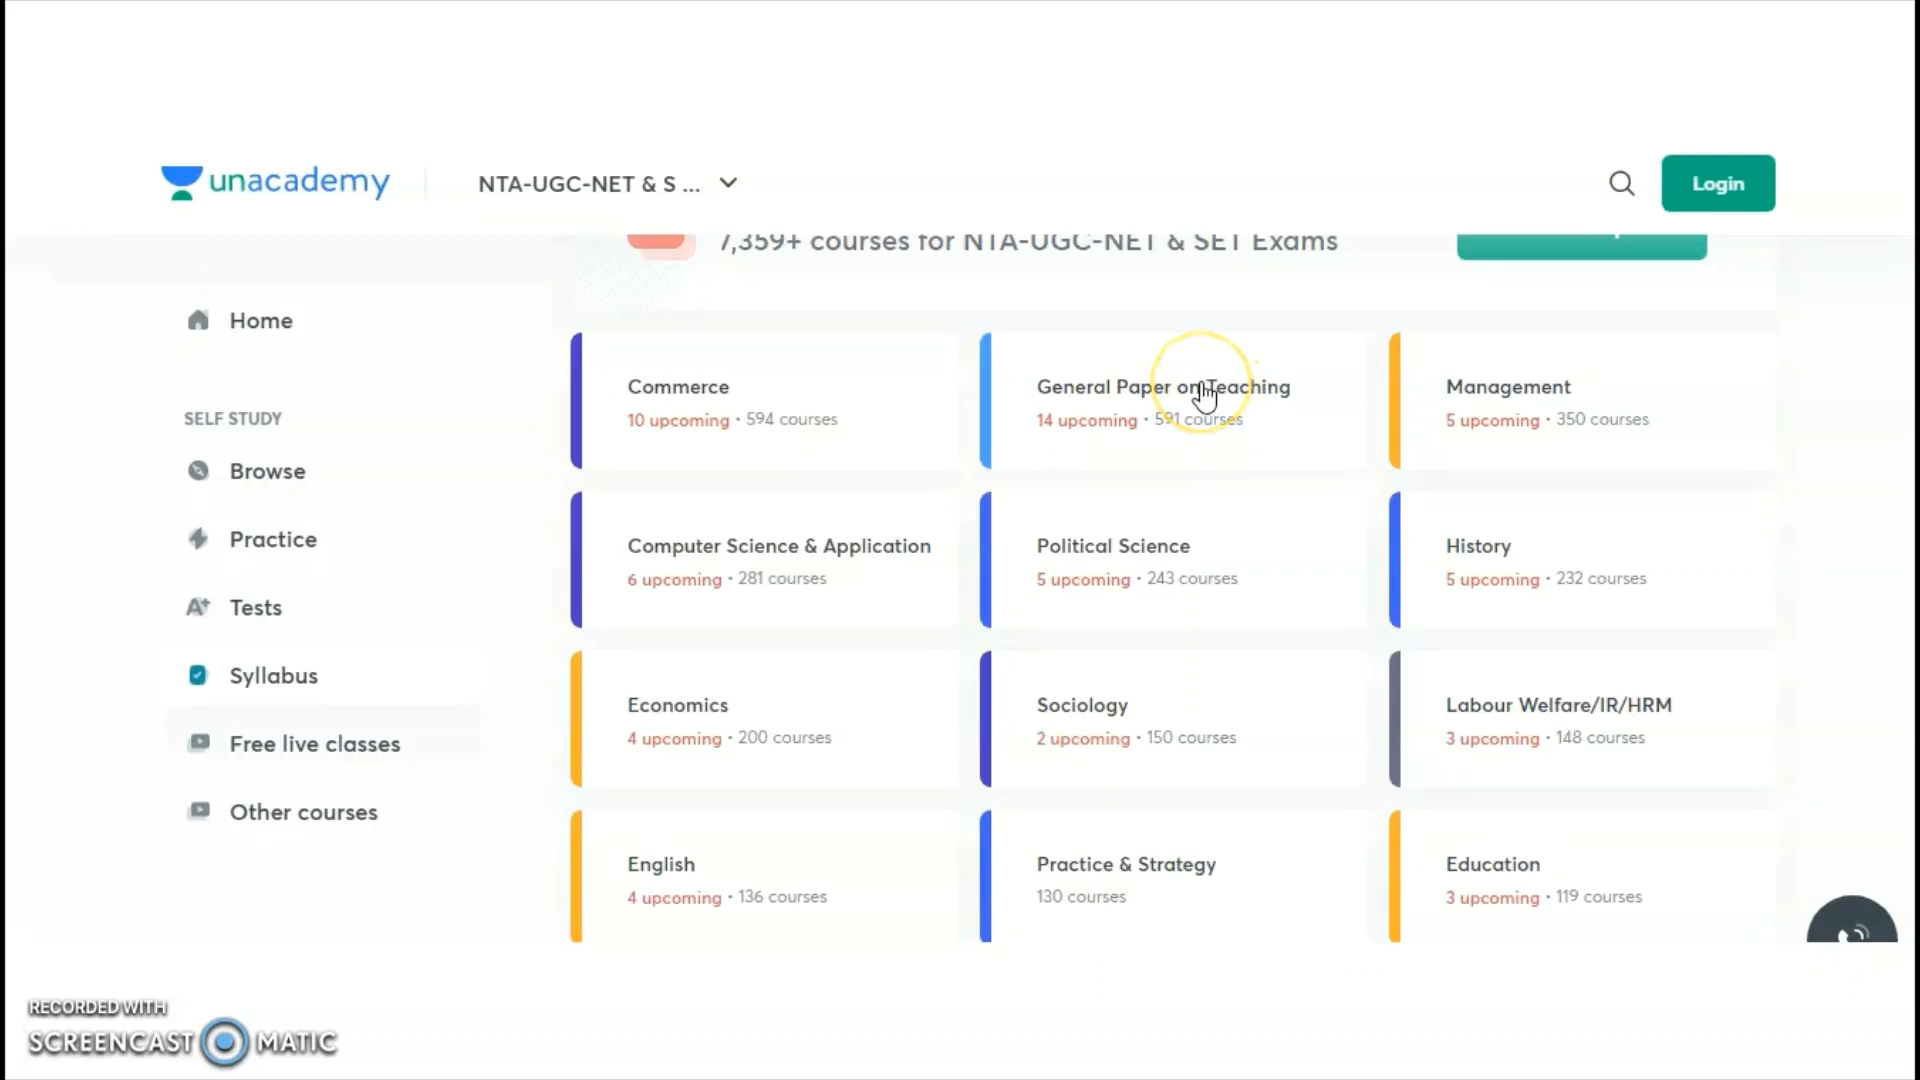 unacademy
NTA-UGC-NET & S ...
Login
7,359+ courses for NTA-UGC-NET & SET Exams
Home
SELF STUDY
Browse
Practice
Tests
Syllabus
Free live classes
Other courses
Commerce
10 upcoming • 594 courses
General Paper on Teaching
14 upcoming • 591 courses
Management
5 upcoming • 350 courses
Computer Science & Application
6 upcoming • 281 courses
Political Science
5 upcoming • 243 courses
History
5 upcoming • 232 courses
Economics
4 upcoming • 200 courses
Sociology
2 upcoming • 150 courses
Labour Welfare/IR/HRM
3 upcoming • 148 courses
English
4 upcoming • 136 courses
Practice & Strategy
130 courses
Education
3 upcoming • 119 courses
RECORDED WITH
SCREENCAST MATIC